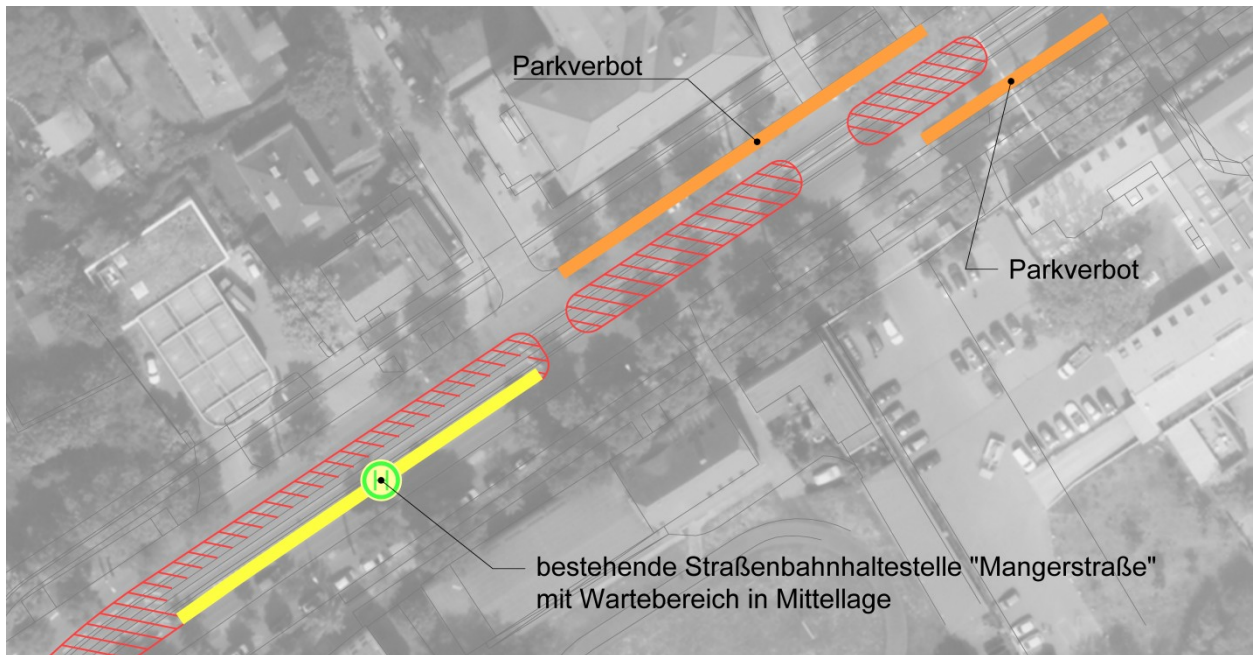 Parkverbot
Parkverbot
H
bestehende Straßenbahnhaltestelle "Mangerstraße"
mit Wartebereich in Mittellage